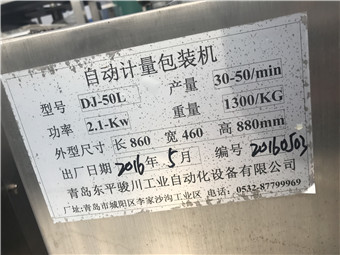 自动计量包装机
型号 DJ-50L 产量 30-50/min
功率 2.1-Kw 重量 1300/KG
外型尺寸 长 860 宽 460 高 880mm
出厂日期 2016年 5月 编号 20160503
青岛东平骏川工业自动化设备有限公司
厂址:青岛市城阳区李家沙沟工业区 电话: 0532-87799969